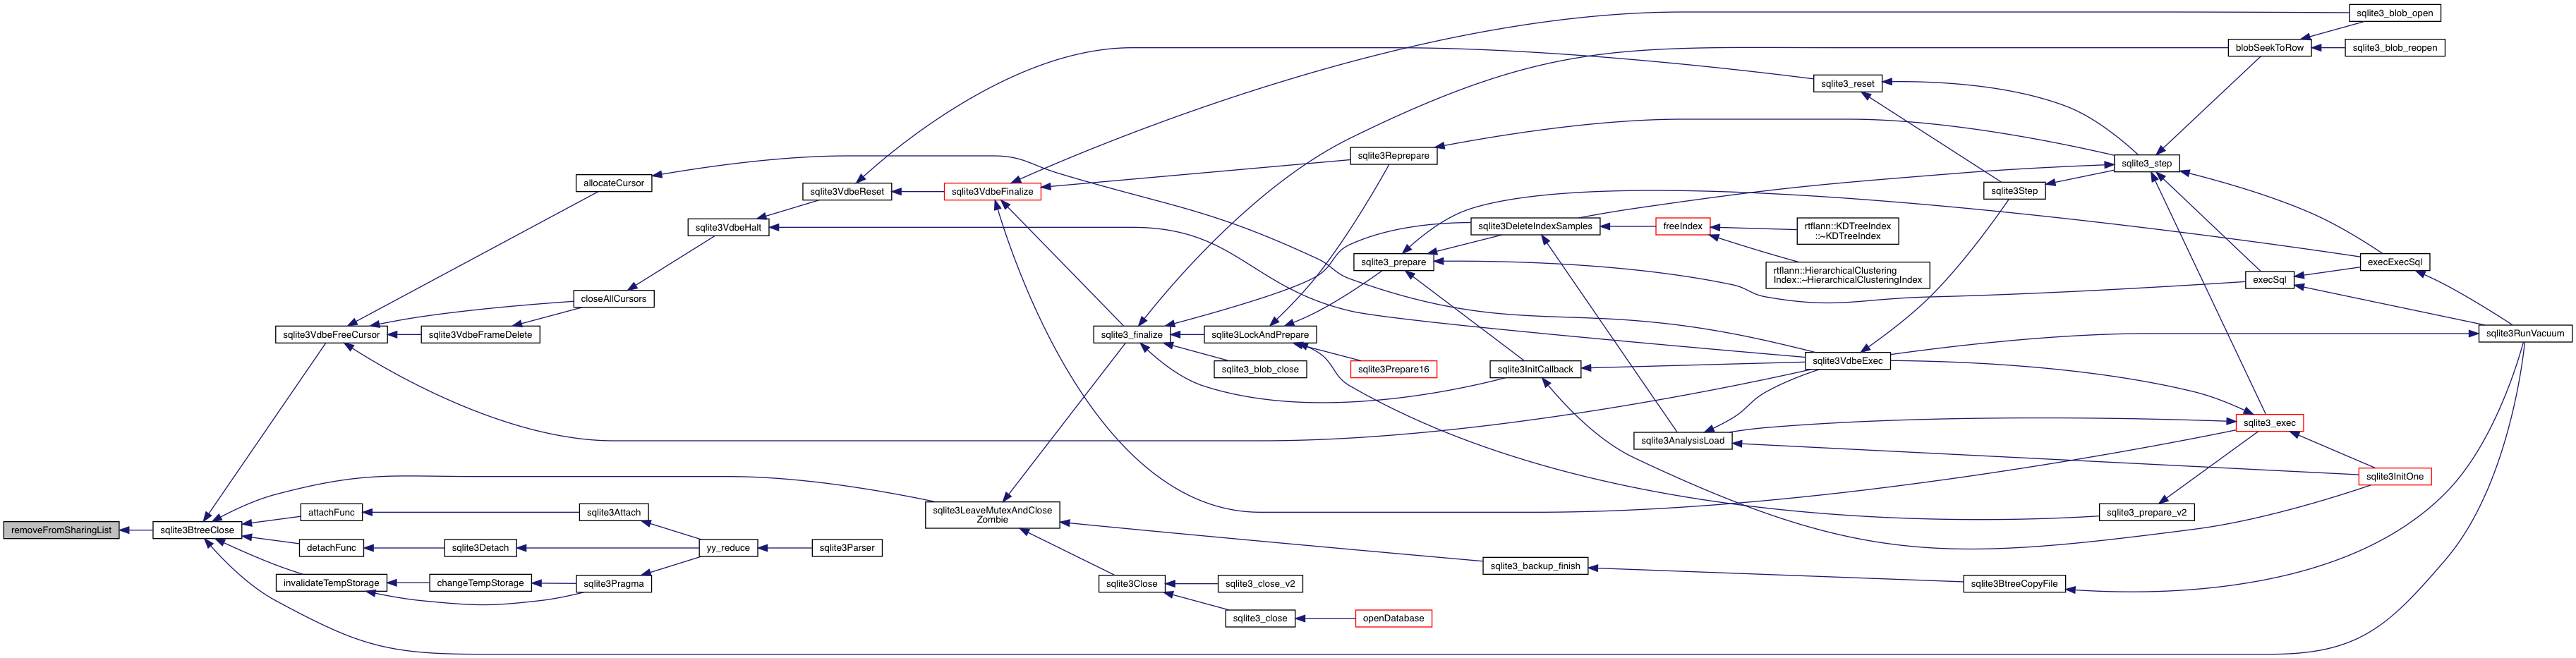 sqlite3_blob_open
blobSeekToRow
sqlite3_blob_reopen
sqlite3_reset
sqlite3Reprepare
sqlite3_step
allocateCursor
sqlite3VdbeReset
sqlite3VdbeFinalize
sqlite3Step
sqlite3VdbeHalt
sqlite3DeleteIndexSamples
freeIndex
rtflann::KDTreeIndex
::~KDTreeIndex
sqlite3_prepare
execExecSql
rtflann::HierarchicalClustering
Index::~HierarchicalClusteringIndex
execSql
closeAllCursors
sqlite3VdbeFreeCursor
sqlite3VdbeFrameDelete
sqlite3_finalize
sqlite3LockAndPrepare
sqlite3RunVacuum
sqlite3VdbeExec
sqlite3_blob_close
sqlite3Prepare16
sqlite3InitCallback
sqlite3_exec
sqlite3AnalysisLoad
sqlite3InitOne
sqlite3LeaveMutexAndClose
Zombie
attachFunc
sqlite3Attach
sqlite3_prepare_v2
removeFromSharingList
sqlite3BtreeClose
detachFunc
sqlite3Detach
yy_reduce
sqlite3Parser
sqlite3_backup_finish
invalidateTempStorage
changeTempStorage
sqlite3Pragma
sqlite3Close
sqlite3_close_v2
sqlite3BtreeCopyFile
sqlite3_close
openDatabase